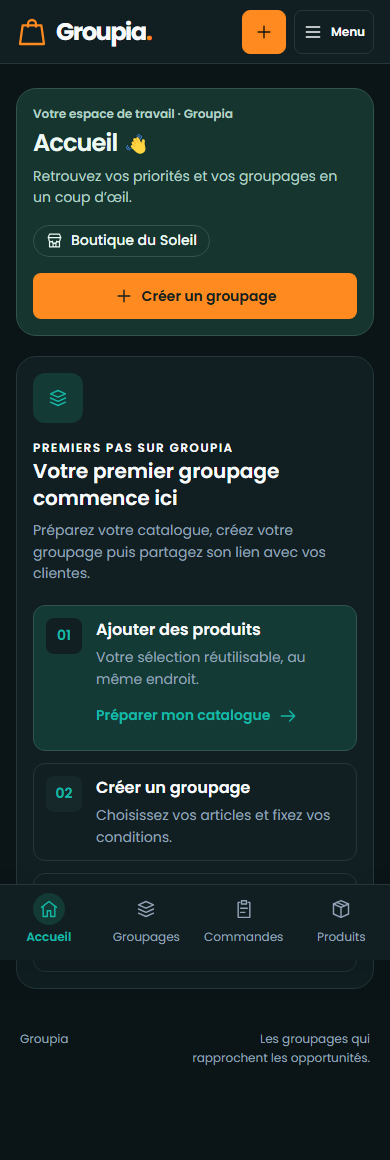 Groupia.
Menu
Votre espace de travail · Groupia
Accueil 👋
Retrouvez vos priorités et vos groupages en
un coup d’œil.
Boutique du Soleil
Créer un groupage
PREMIERS PAS SUR GROUPIA
Votre premier groupage
commence ici
Préparez votre catalogue, créez votre
groupage puis partagez son lien avec vos
clientes.
01
Ajouter des produits
Votre sélection réutilisable, au
même endroit.
Préparer mon catalogue →
02
Créer un groupage
Choisissez vos articles et fixez vos
conditions.
Accueil
Groupages
Commandes
Produits
Groupia
Les groupages qui
rapprochent les opportunités.